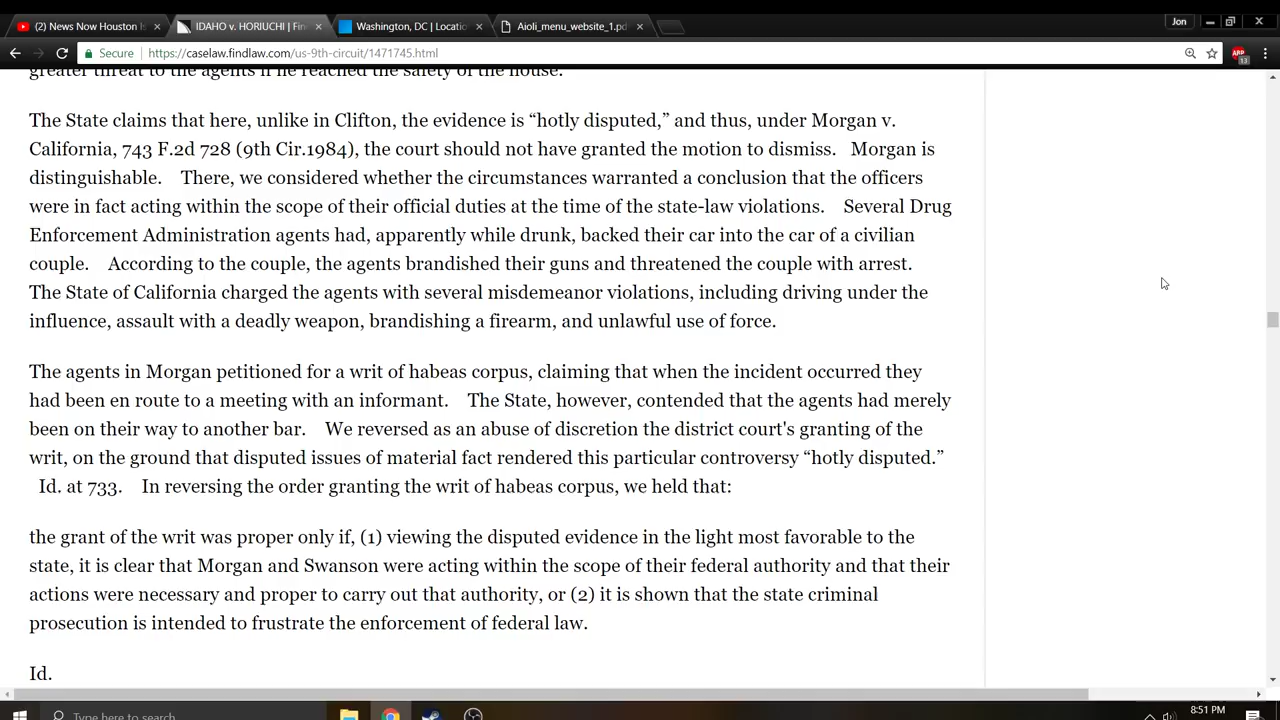 (2) News Now Houston
IDAHO v. HORIUCHI | Fin
Washington, DC | Locatio
Aioli_menu_website_1.pd
Jon
Secure
https://caselaw.findlaw.com/us-9th-circuit/1471745.html
ABP
13
greater threat to the agents if he reached the safety of the house.
The State claims that here, unlike in Clifton, the evidence is “hotly disputed,” and thus, under Morgan v.
California, 743 F.2d 728 (9th Cir.1984), the court should not have granted the motion to dismiss. Morgan is
distinguishable. There, we considered whether the circumstances warranted a conclusion that the officers
were in fact acting within the scope of their official duties at the time of the state-law violations. Several Drug
Enforcement Administration agents had, apparently while drunk, backed their car into the car of a civilian
couple. According to the couple, the agents brandished their guns and threatened the couple with arrest.
The State of California charged the agents with several misdemeanor violations, including driving under the
influence, assault with a deadly weapon, brandishing a firearm, and unlawful use of force.
The agents in Morgan petitioned for a writ of habeas corpus, claiming that when the incident occurred they
had been en route to a meeting with an informant. The State, however, contended that the agents had merely
been on their way to another bar. We reversed as an abuse of discretion the district court's granting of the
writ, on the ground that disputed issues of material fact rendered this particular controversy “hotly disputed.”
Id. at 733. In reversing the order granting the writ of habeas corpus, we held that:
the grant of the writ was proper only if, (1) viewing the disputed evidence in the light most favorable to the
state, it is clear that Morgan and Swanson were acting within the scope of their federal authority and that their
actions were necessary and proper to carry out that authority, or (2) it is shown that the state criminal
prosecution is intended to frustrate the enforcement of federal law.
Id.
Type here to search
8:51 PM